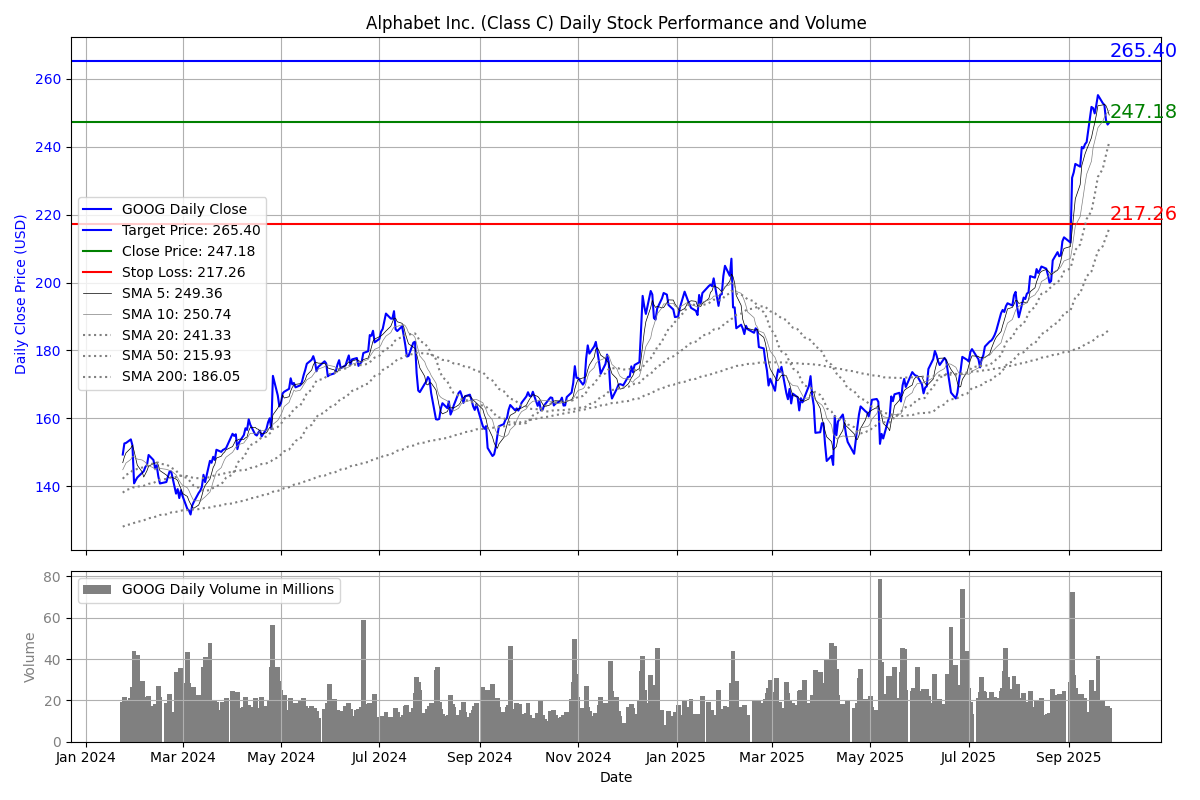 Alphabet Inc. (Class C) Daily Stock Performance and Volume
265.40
260
247.18
240
217.26
220
200
180
160
140
Daily Close Price (USD)
GOOG Daily Close
Target Price: 265.40
Close Price: 247.18
Stop Loss: 217.26
SMA 5: 249.36
SMA 10: 250.74
SMA 20: 241.33
SMA 50: 215.93
SMA 200: 186.05
80
60
40
20
0
Volume
GOOG Daily Volume in Millions
Jan 2024 Mar 2024 May 2024 Jul 2024 Sep 2024 Nov 2024 Jan 2025 Mar 2025 May 2025 Jul 2025 Sep 2025
Date